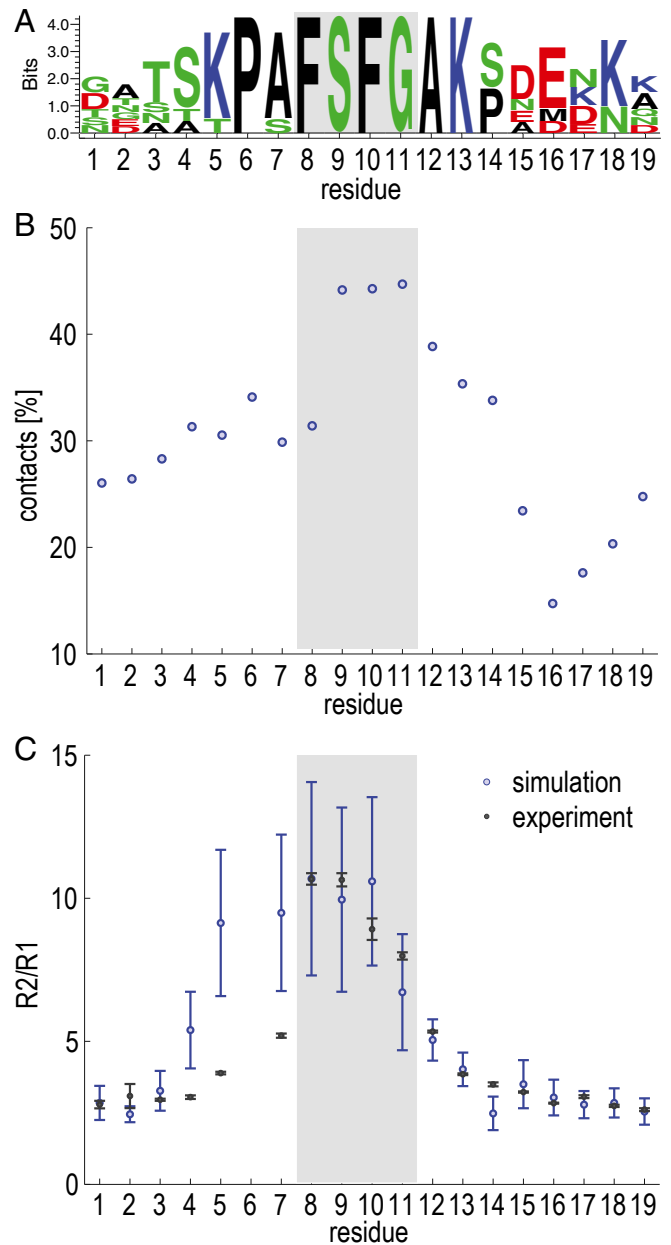 A
Bits
4.0
3.0
2.0
1.0
0.0
G D T S N
A T N G E D
T S N A
S T A
K T
P
A S
F
S
F
G
A
K
S P
D N E A
E M D
N K D E
K N
K A G N D
1 2 3 4 5 6 7 8 9 10 11 12 13 14 15 16 17 18 19
residue
B
50
40
30
20
10
contacts [%]
1 2 3 4 5 6 7 8 9 10 11 12 13 14 15 16 17 18 19
residue
C
15
10
5
0
R2/R1
simulation
experiment
1 2 3 4 5 7 8 9 10 11 12 13 14 15 16 17 18 19
residue